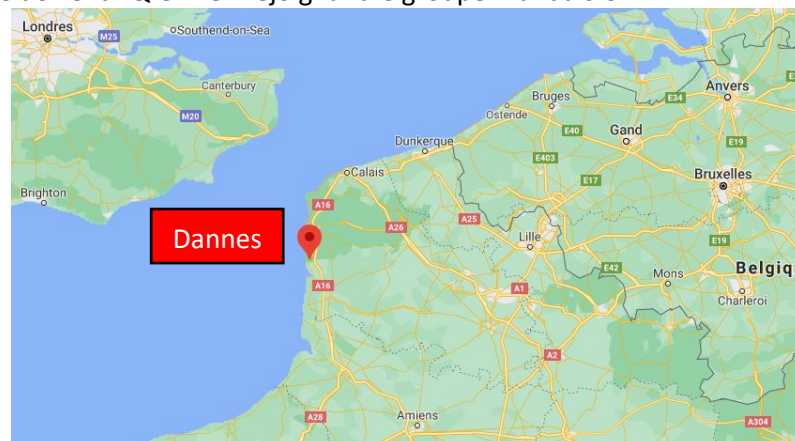 Londres
M25
Southend-on-Sea
Canterbury
M20
Brighton
Dannes
Calais
Dunkerque
Ostende
Bruges
E34
Anvers
E40
Gand
E403
E19
E17
Bruxelles
A16
A26
A25
Lille
E42
E19
Mons
Belgiq
Charleroi
A16
A1
A2
A28
Amiens
A304